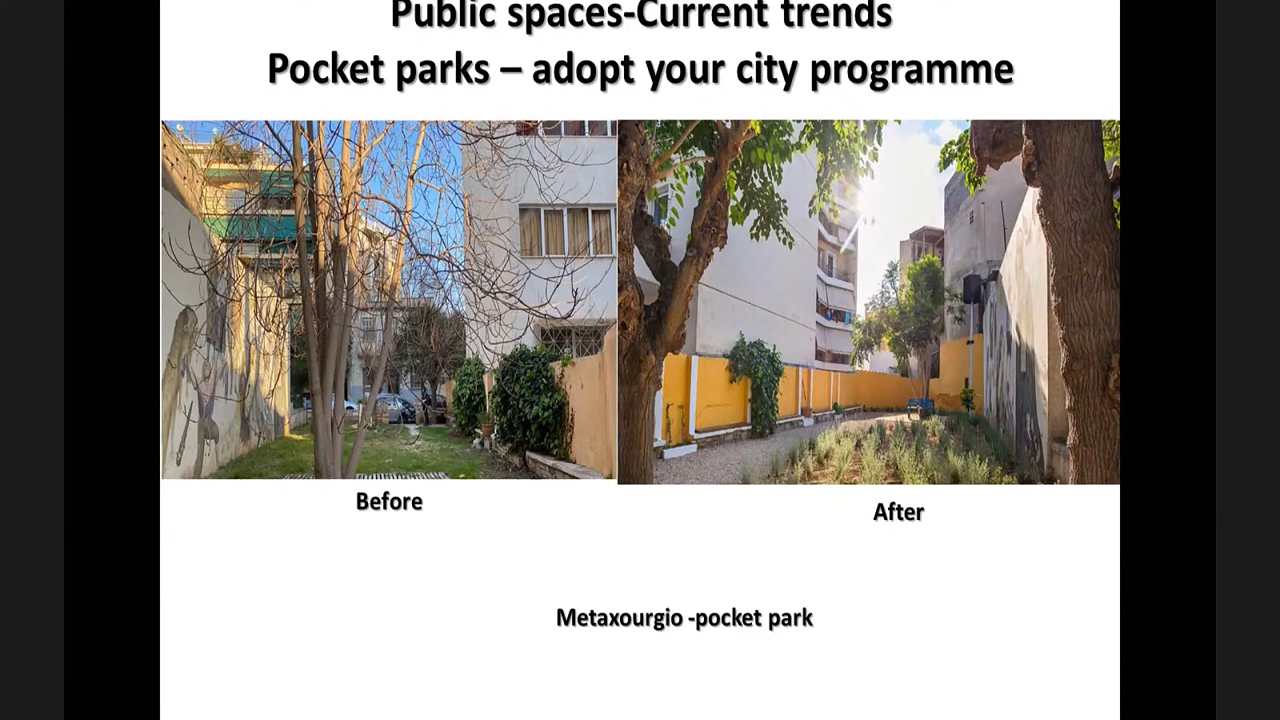 Public spaces-Current trends
Pocket parks – adopt your city programme
Before
After
Metaxourgio -pocket park